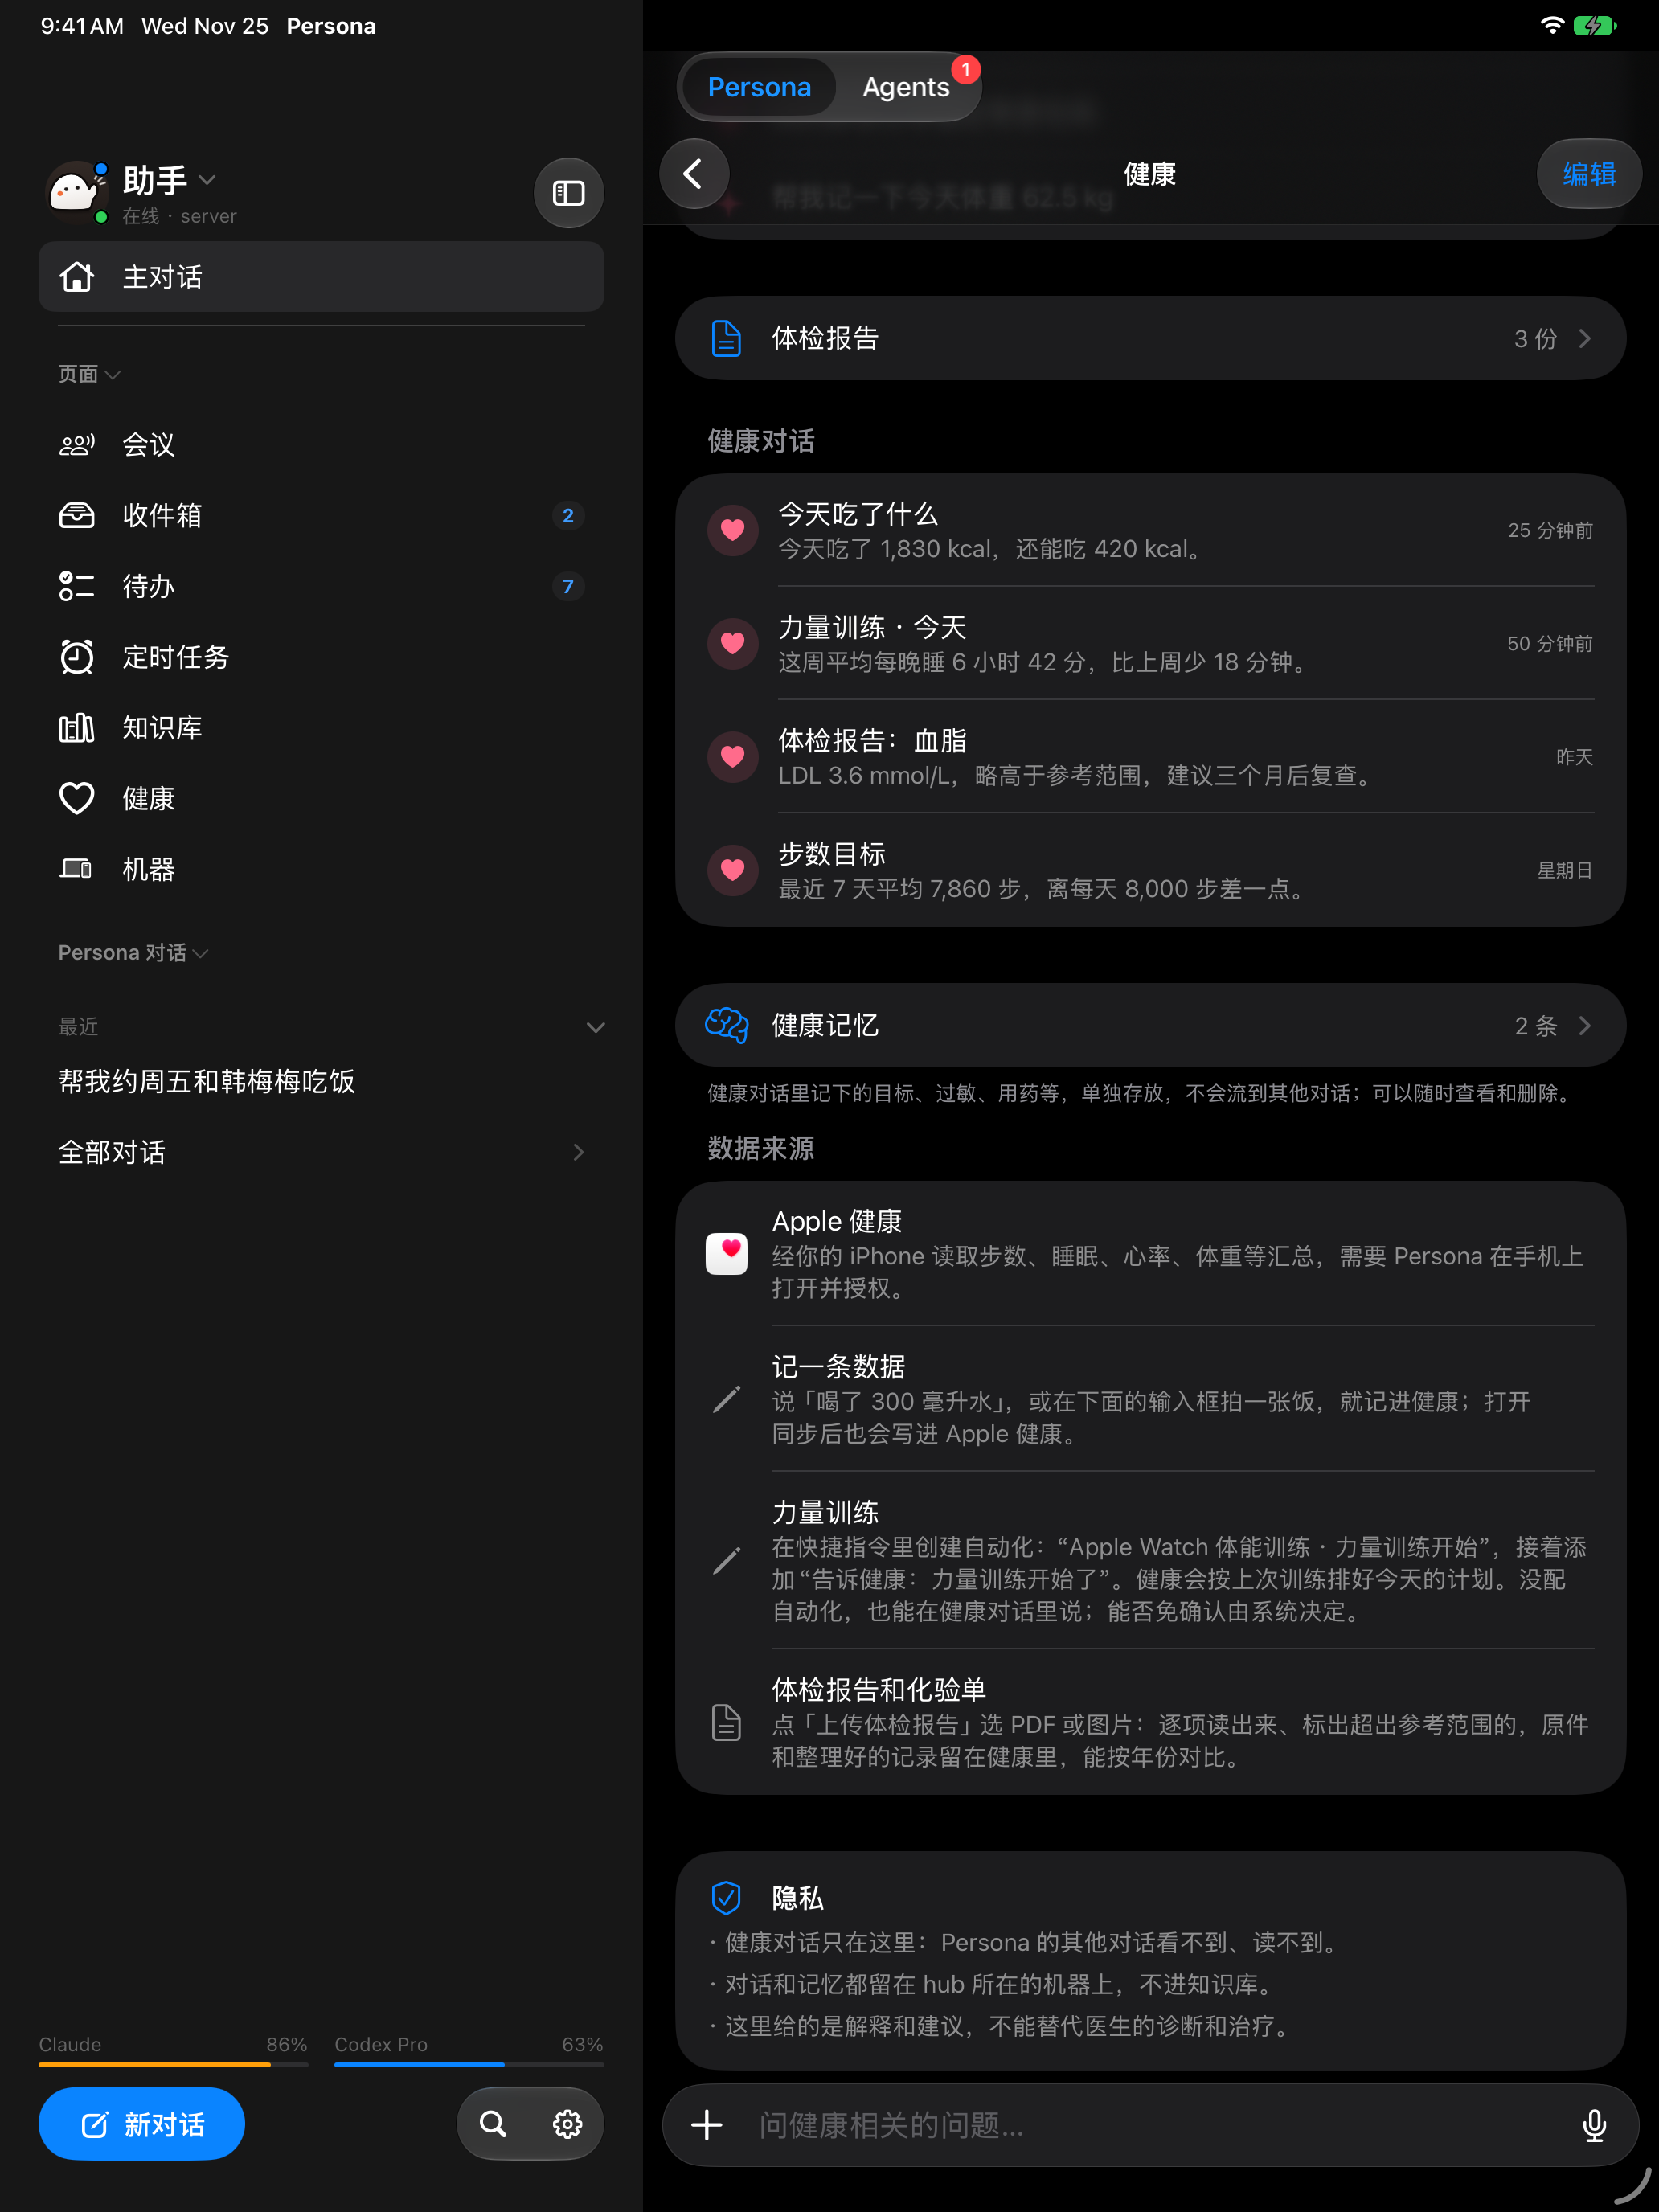 9:41 AM Wed Nov 25 Persona
助手
在线 · server
主对话
页面
会议
收件箱
2
待办
7
定时任务
知识库
健康
机器
Persona 对话
最近
帮我约周五和韩梅梅吃饭
全部对话
Claude 86%
Codex Pro 63%
新对话
Persona
Agents
1
健康
编辑
帮我记一下今天体重 62.5 kg
体检报告
3 份
健康对话
今天吃了什么
今天吃了 1,830 kcal，还能吃 420 kcal。
25 分钟前
力量训练 · 今天
这周平均每晚睡 6 小时 42 分，比上周少 18 分钟。
50 分钟前
体检报告：血脂
LDL 3.6 mmol/L，略高于参考范围，建议三个月后复查。
昨天
步数目标
最近 7 天平均 7,860 步，离每天 8,000 步差一点。
星期日
健康记忆
2 条
健康对话里记下的目标、过敏、用药等，单独存放，不会流到其他对话；可以随时查看和删除。
数据来源
Apple 健康
经你的 iPhone 读取步数、睡眠、心率、体重等汇总，需要 Persona 在手机上
打开并授权。
记一条数据
说「喝了 300 毫升水」，或在下面的输入框拍一张饭，就记进健康；打开
同步后也会写进 Apple 健康。
力量训练
在快捷指令里创建自动化：“Apple Watch 体能训练 · 力量训练开始”，接着添
加“告诉健康：力量训练开始了”。健康会按上次训练排好今天的计划。没配
自动化，也能在健康对话里说；能否免确认由系统决定。
体检报告和化验单
点「上传体检报告」选 PDF 或图片：逐项读出来、标出超出参考范围的，原件
和整理好的记录留在健康里，能按年份对比。
隐私
· 健康对话只在这里：Persona 的其他对话看不到、读不到。
· 对话和记忆都留在 hub 所在的机器上，不进知识库。
· 这里给的是解释和建议，不能替代医生的诊断和治疗。
问健康相关的问题...